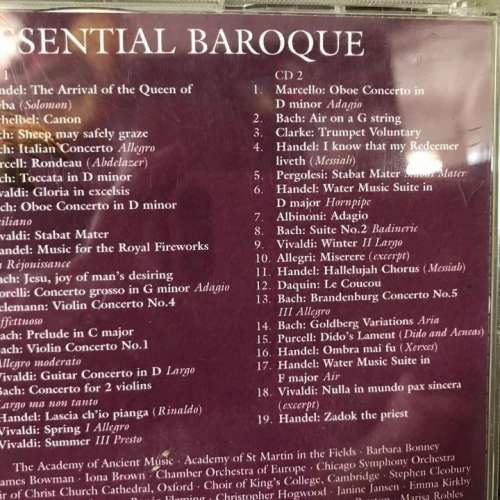 SSENTIAL BAROQUE
1
ndel: The Arrival of the Queen of
eba (Solomon)
chelbel: Canon
ch: Sheep may safely graze
ach: Italian Concerto Allegro
rcell: Rondeau (Abdelazer)
ch: Toccata in D minor
valdi: Gloria in excelsis
ach: Oboe Concerto in D minor
ciliano
ivaldi: Stabat Mater
andel: Music for the Royal Fireworks
a Réjouissance
ach: Jesu, joy of man's desiring
orelli: Concerto grosso in G minor Adagio
elemann: Violin Concerto No.4
ffettuoso
ach: Prelude in C major
ach: Violin Concerto No.1
Allegro moderato
Vivaldi: Guitar Concerto in D Largo
Bach: Concerto for 2 violins
Largo ma non tanto
Handel: Lascia ch'io pianga (Rinaldo)
Vivaldi: Spring I Allegro
Vivaldi: Summer III Presto
CD 2
1. Marcello: Oboe Concerto in
D minor Adagio
2. Bach: Air on a G string
3. Clarke: Trumpet Voluntary
4. Handel: I know that my Redeemer
liveth (Messiah)
5. Pergolesi: Stabat Mater Stabat Mater
6. Handel: Water Music Suite in
D major Hornpipe
7. Albinoni: Adagio
8. Bach: Suite No.2 Badinerie
9. Vivaldi: Winter II Largo
10. Allegri: Miserere (excerpt)
11. Handel: Hallelujah Chorus (Messiah)
12. Daquin: Le Coucou
13. Bach: Brandenburg Concerto No.5
III Allegro
14. Bach: Goldberg Variations Aria
15. Purcell: Dido's Lament (Dido and Aeneas)
16. Handel: Ombra mai fu (Xerxes)
17. Handel: Water Music Suite in
F major Air
18. Vivaldi: Nulla in mundo pax sincera
(excerpt)
19. Handel: Zadok the priest
The Academy of Ancient Music · Academy of St Martin in the Fields · Barbara Bonney
ames Bowman · Iona Brown · Chamber Orchestra of Europe · Chicago Symphony Orchestra
ir of Christ Church Cathedral, Oxford · Choir of King's College, Cambridge · Stephen Cleobury
Fleming · Christopher Hogwood · Janine Jansen · Emma Kirkby